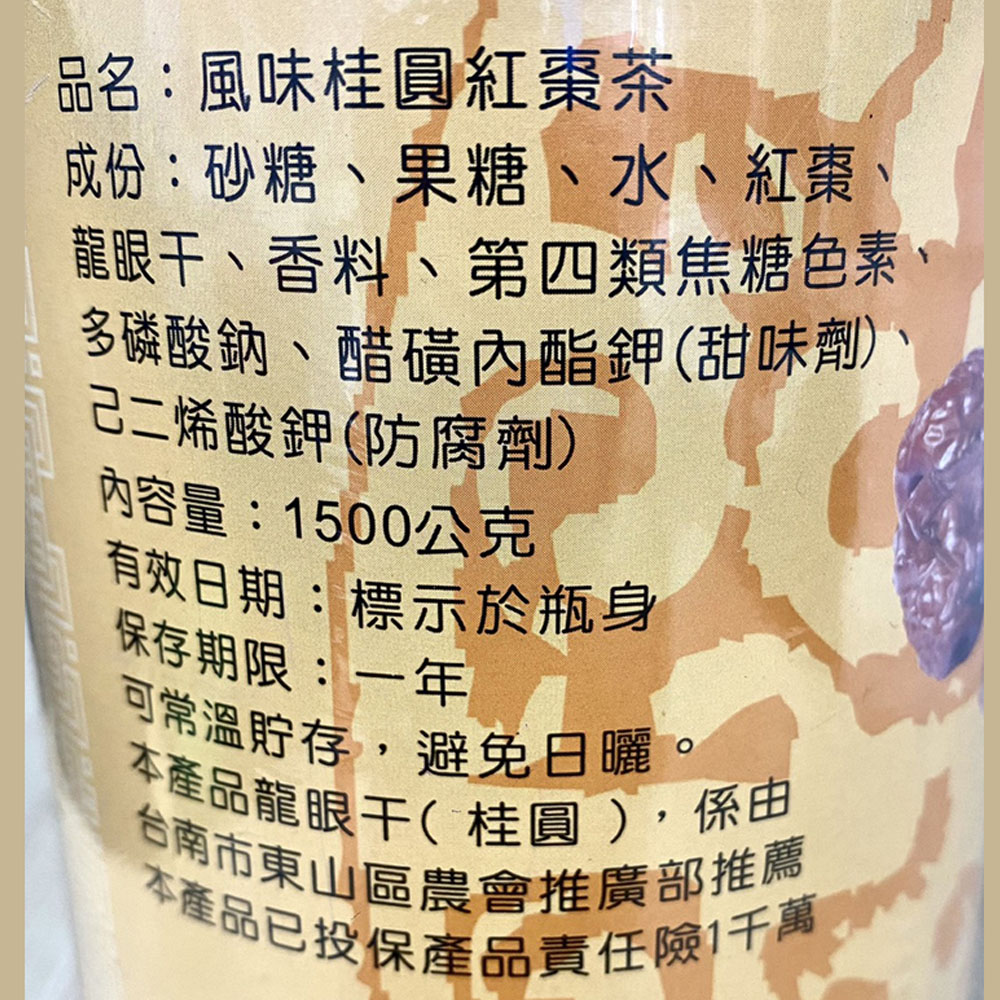 品名：風味桂圓紅棗茶
成份：砂糖、果糖、水、紅棗、
龍眼干、香料、第四類焦糖色素、
多磷酸鈉、醋磺內酯鉀(甜味劑)、
己二烯酸鉀(防腐劑)
內容量：1500公克
有效日期：標示於瓶身
保存期限：一年
可常溫貯存，避免日曬。
本產品龍眼干(桂圓)，係由
台南市東山區農會推廣部推薦
本產品已投保產品責任險1千萬